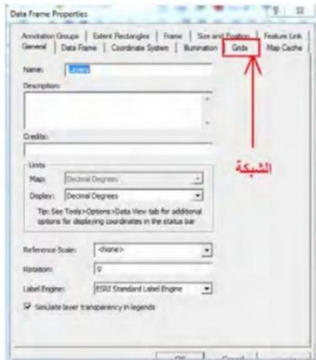 Data Frame Properties
Annotation Groups | Extent Rectangles | Frame | Size and Position | Feature Link
General | Data Frame | Coordinate System | Illumination | Grids | Map Cache
Name: Layers
Description:
Credits:
الشبكة
Units
Map: Decimal Degrees
Display: Decimal Degrees
Tip: See Tools>Options>Data View tab for additional
options for displaying coordinates in the status bar
Reference Scale: <None>
Rotation: 0
Label Engine: ESRI Standard Label Engine
Simulate layer transparency in legends